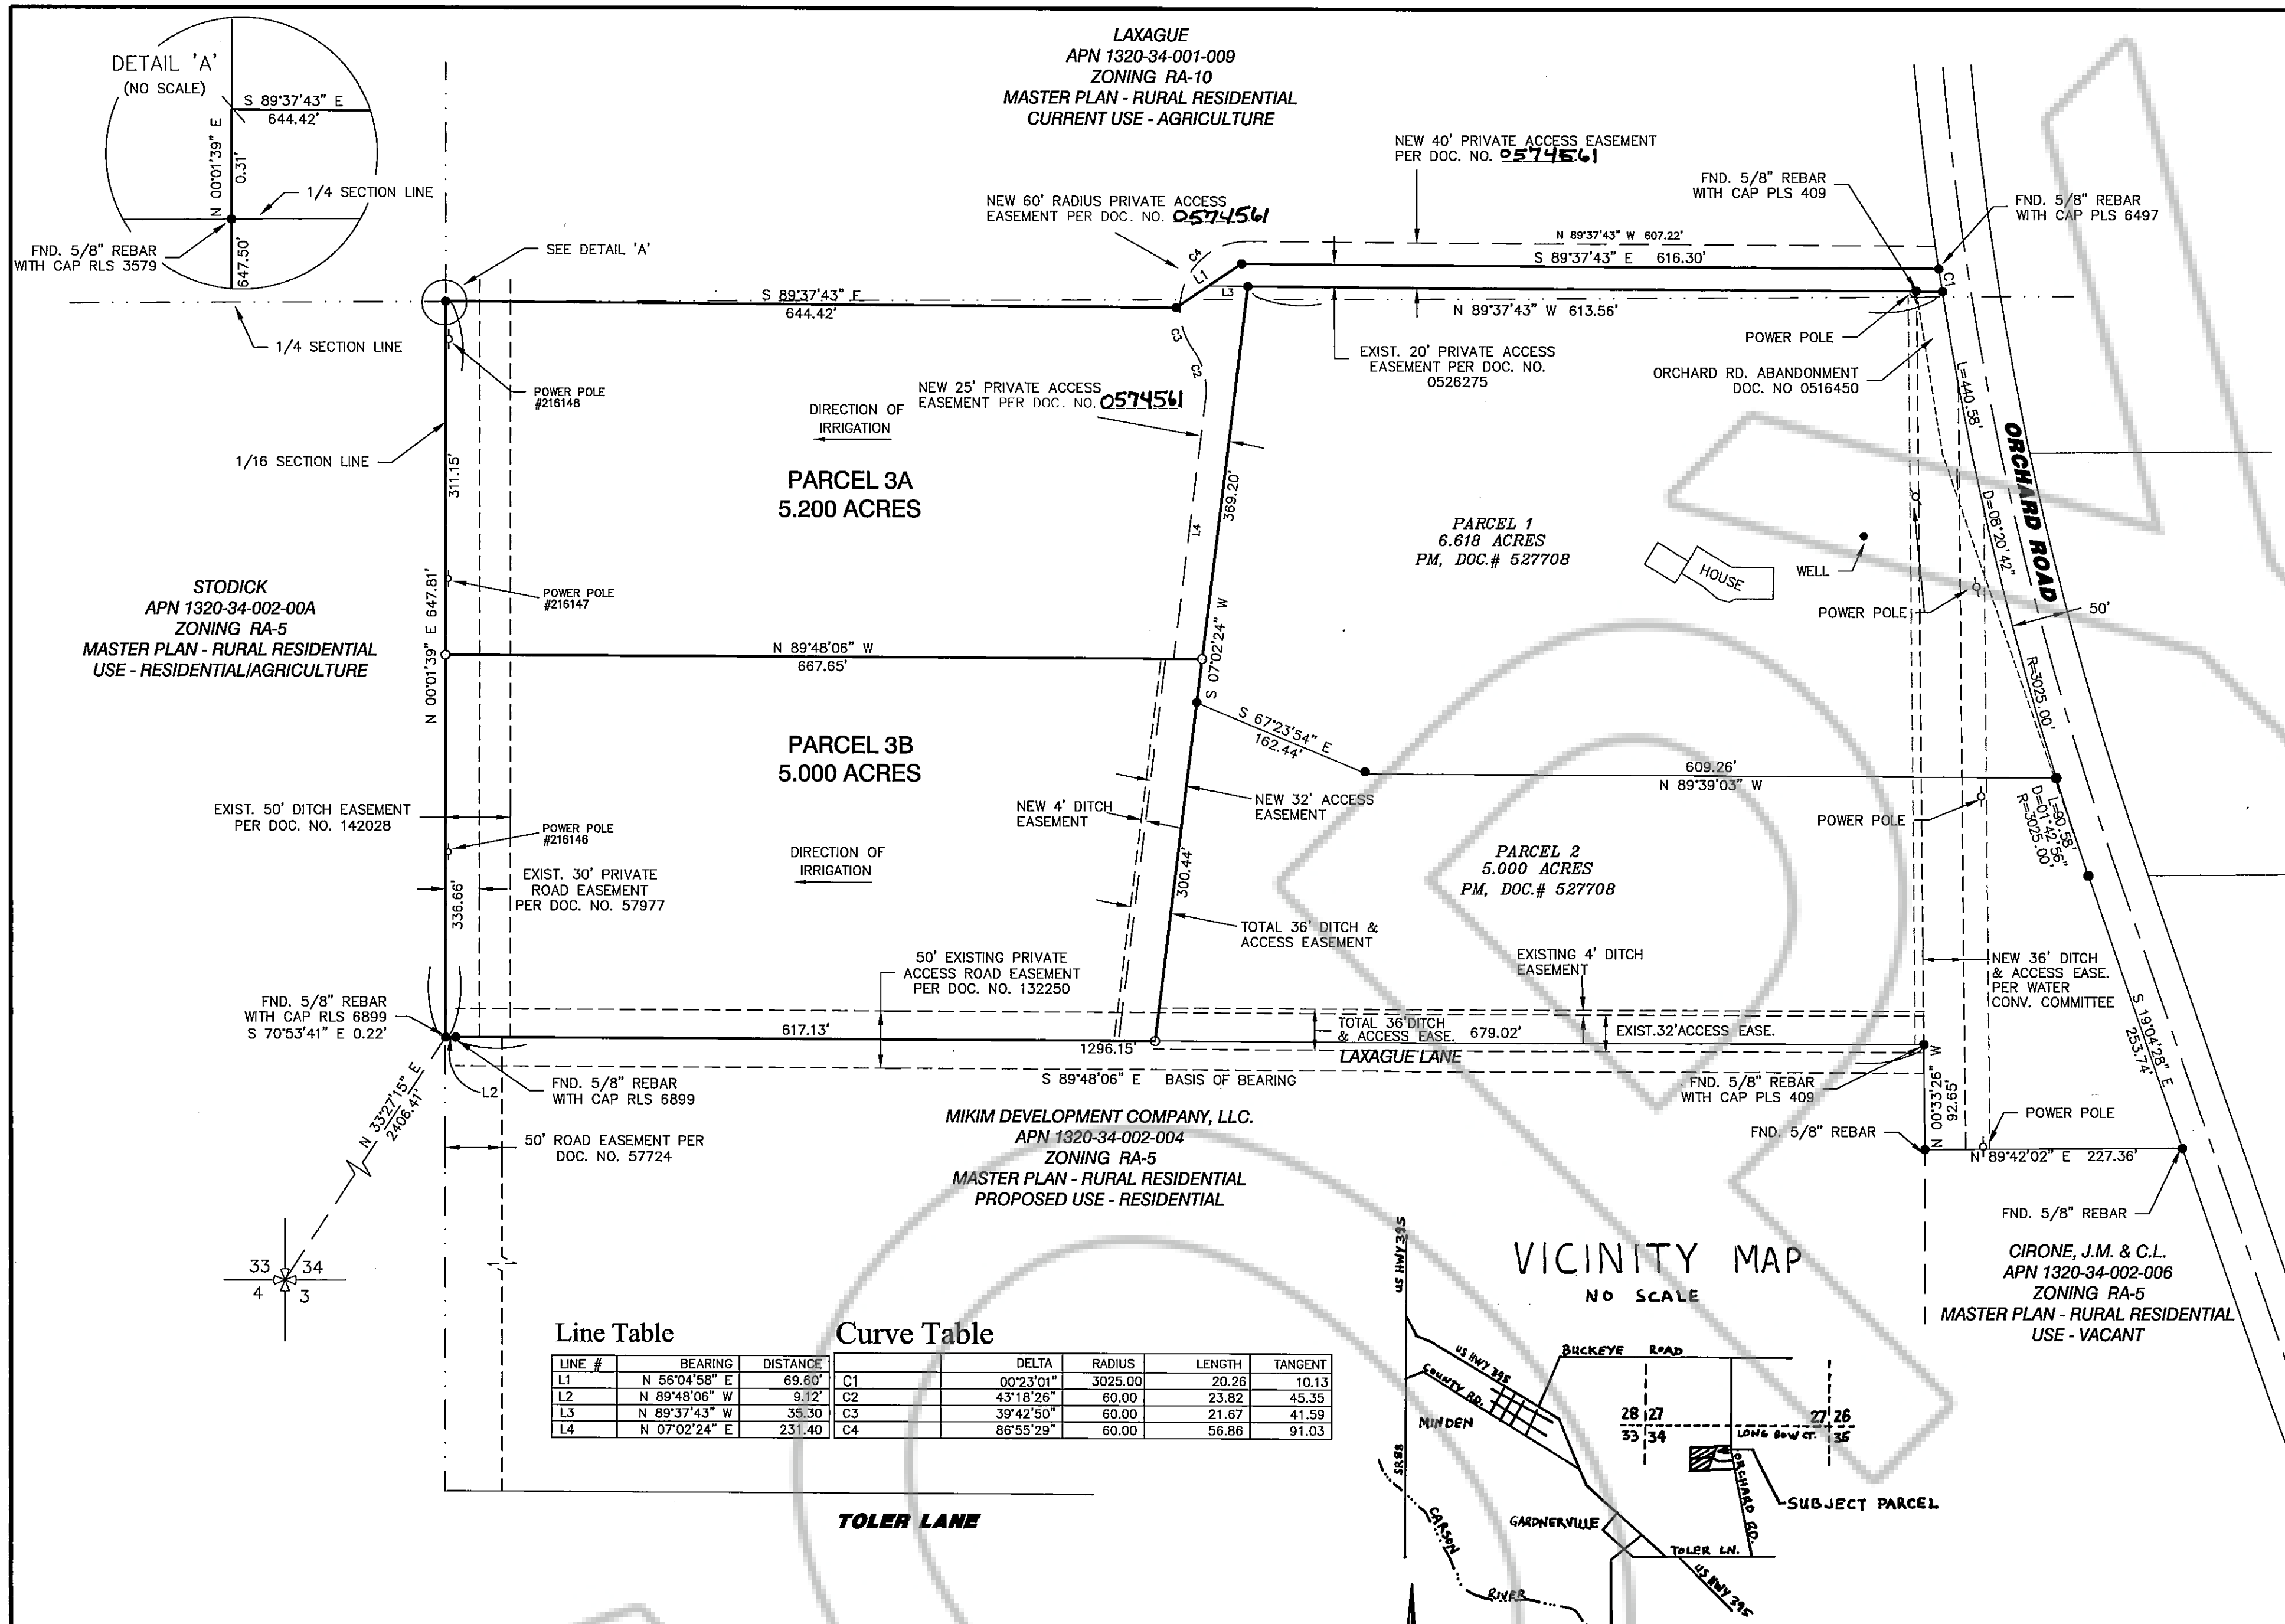 DETAIL 'A'
(NO SCALE)
S 89°37'43" E
644.42'
N 00°01'39" E
0.31'
1/4 SECTION LINE
FND. 5/8" REBAR
WITH CAP RLS 3579
647.50'
LAXAGUE
APN 1320-34-001-009
ZONING RA-10
MASTER PLAN - RURAL RESIDENTIAL
CURRENT USE - AGRICULTURE
NEW 40' PRIVATE ACCESS EASEMENT
PER DOC. NO. 0574561
NEW 60' RADIUS PRIVATE ACCESS
EASEMENT PER DOC. NO. 0574561
FND. 5/8" REBAR
WITH CAP PLS 409
FND. 5/8" REBAR
WITH CAP PLS 6497
SEE DETAIL 'A'
N 89°37'43" W 607.22'
S 89°37'43" E 616.30'
C4
L1
L3
C1
S 89°37'43" E
644.42'
N 89°37'43" W 613.56'
C3
C2
1/4 SECTION LINE
POWER POLE
POWER POLE
#216148
EXIST. 20' PRIVATE ACCESS
EASEMENT PER DOC. NO.
0526275
ORCHARD RD. ABANDONMENT
DOC. NO 0516450
NEW 25' PRIVATE ACCESS
EASEMENT PER DOC. NO. 0574561
DIRECTION OF
IRRIGATION
1/16 SECTION LINE
311.15'
PARCEL 3A
5.200 ACRES
369.20'
L4
L=440.58'
D=08°20'42"
R=3025.00'
ORCHARD ROAD
PARCEL 1
6.618 ACRES
PM, DOC.# 527708
HOUSE
WELL
POWER POLE
50'
STODICK
APN 1320-34-002-00A
ZONING RA-5
MASTER PLAN - RURAL RESIDENTIAL
USE - RESIDENTIAL/AGRICULTURE
N 00°01'39" E 647.81'
POWER POLE
#216147
N 89°48'06" W
667.65'
S 07°02'24" W
S 67°23'54" E
162.44'
PARCEL 3B
5.000 ACRES
609.26'
N 89°39'03" W
L=90.58'
D=01°42'56"
R=3025.00'
EXIST. 50' DITCH EASEMENT
PER DOC. NO. 142028
POWER POLE
#216146
NEW 4' DITCH
EASEMENT
NEW 32' ACCESS
EASEMENT
POWER POLE
DIRECTION OF
IRRIGATION
EXIST. 30' PRIVATE
ROAD EASEMENT
PER DOC. NO. 57977
336.66'
300.44'
PARCEL 2
5.000 ACRES
PM, DOC.# 527708
TOTAL 36' DITCH &
ACCESS EASEMENT
50' EXISTING PRIVATE
ACCESS ROAD EASEMENT
PER DOC. NO. 132250
EXISTING 4' DITCH
EASEMENT
NEW 36' DITCH
& ACCESS EASE.
PER WATER
CONV. COMMITTEE
FND. 5/8" REBAR
WITH CAP RLS 6899
S 70°53'41" E 0.22'
617.13'
1296.15'
TOTAL 36'DITCH
& ACCESS EASE.
679.02'
EXIST.32'ACCESS EASE.
LAXAGUE LANE
S 89°48'06" E BASIS OF BEARING
L2
FND. 5/8" REBAR
WITH CAP RLS 6899
FND. 5/8" REBAR
WITH CAP PLS 409
N 00°33'26" W
92.65'
S 19°04'28" E
253.74'
N 33°27'15" E
2406.41'
50' ROAD EASEMENT PER
DOC. NO. 57724
MIKIM DEVELOPMENT COMPANY, LLC.
APN 1320-34-002-004
ZONING RA-5
MASTER PLAN - RURAL RESIDENTIAL
PROPOSED USE - RESIDENTIAL
FND. 5/8" REBAR
POWER POLE
N 89°42'02" E 227.36'
FND. 5/8" REBAR
CIRONE, J.M. & C.L.
APN 1320-34-002-006
ZONING RA-5
MASTER PLAN - RURAL RESIDENTIAL
USE - VACANT
33 34
4 3
Line Table
LINE # BEARING DISTANCE
L1 N 56°04'58" E 69.60'
L2 N 89°48'06" W 9.12'
L3 N 89°37'43" W 35.30
L4 N 07°02'24" E 231.40
Curve Table
DELTA RADIUS LENGTH TANGENT
C1 00°23'01" 3025.00 20.26 10.13
C2 43°18'26" 60.00 23.82 45.35
C3 39°42'50" 60.00 21.67 41.59
C4 86°55'29" 60.00 56.86 91.03
TOLER LANE
VICINITY MAP
NO SCALE
US HWY 395
BUCKEYE ROAD
US HWY 395
COUNTY RD.
MINDEN
28 27
33 34
27 26
35
LONG BOW CT.
ORCHARD RD.
SUBJECT PARCEL
SR88
CARSON
RIVER
GARDNERVILLE
TOLER LN.
US HWY 395